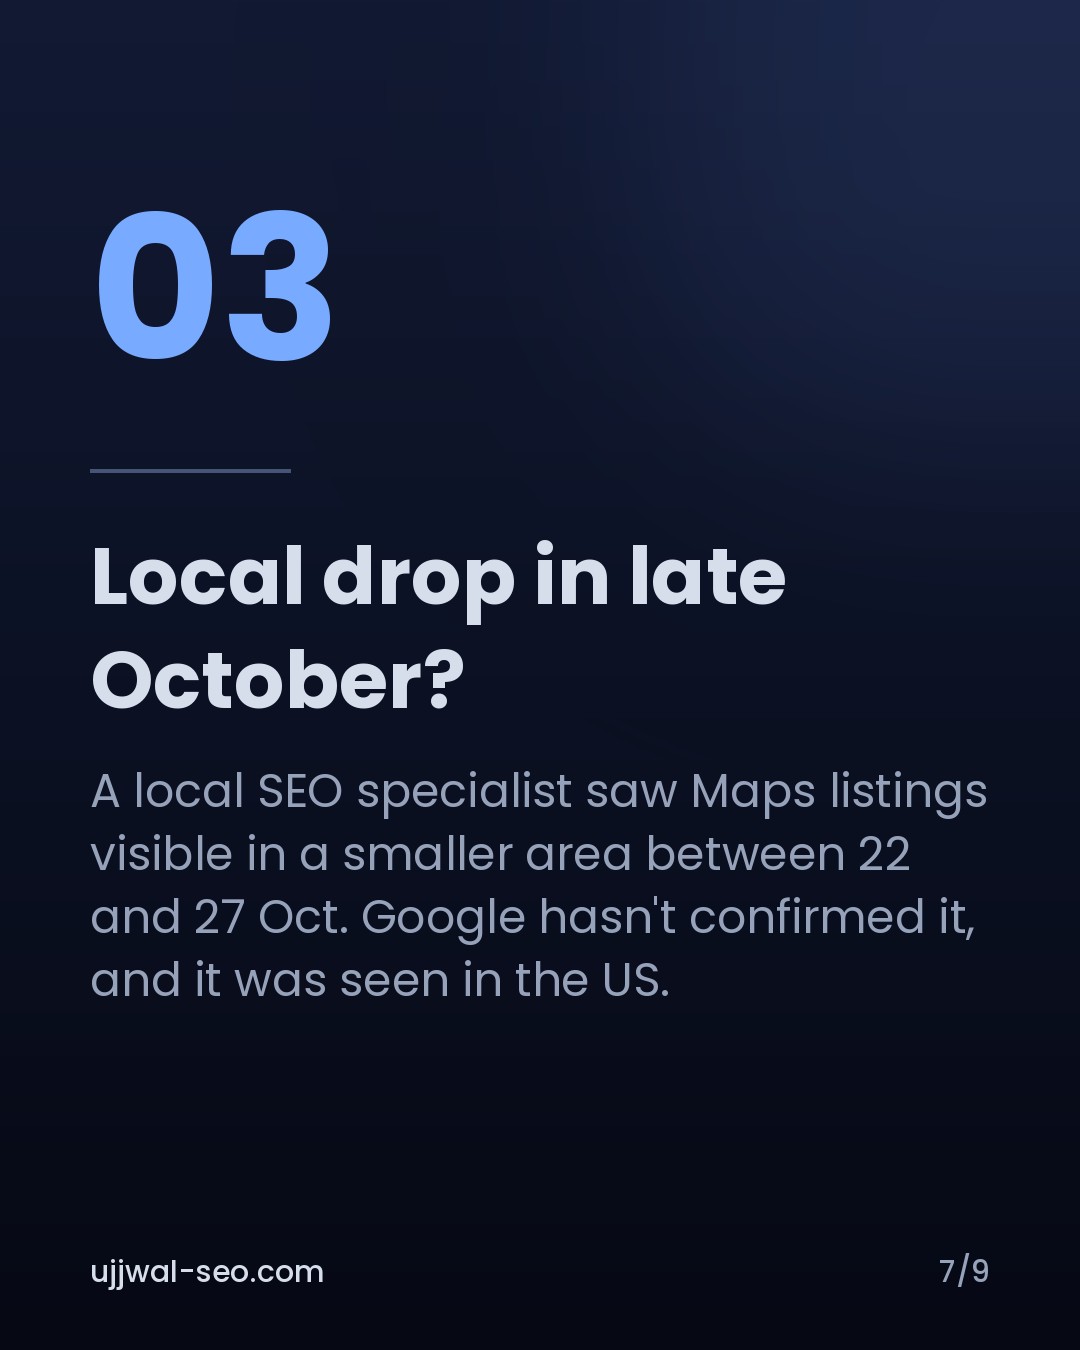 03
Local drop in late
October?
A local SEO specialist saw Maps listings
visible in a smaller area between 22
and 27 Oct. Google hasn't confirmed it,
and it was seen in the US.
ujjwal-seo.com
7/9